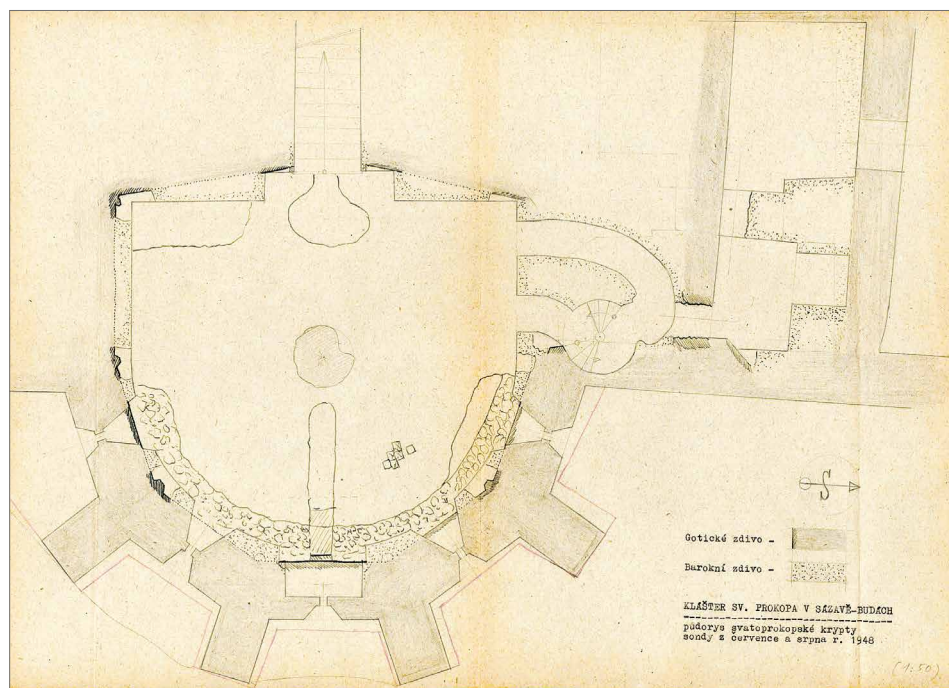 S
Gotické zdivo -
Barokní zdivo -
KLÁŠTER SV. PROKOPA V SÁZAVĚ-BUDÁCH
půdorys svatoprokopské krypty
sondy z července a srpna r. 1948
(1:50)